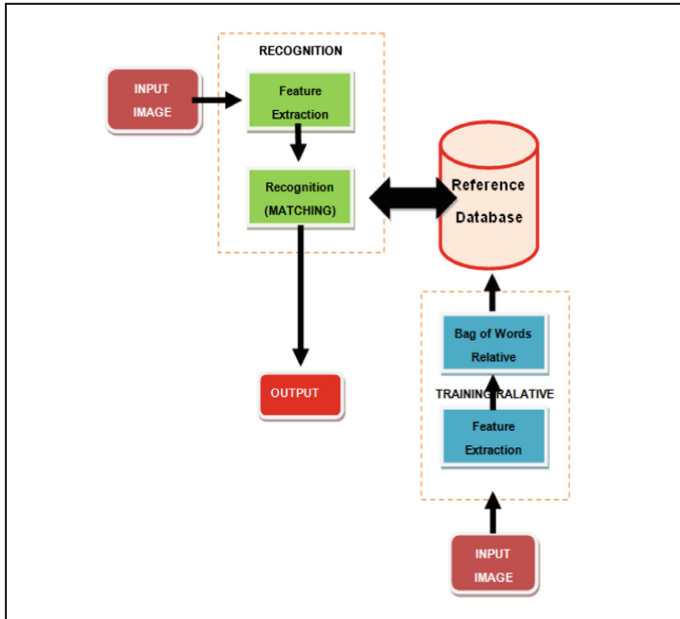 RECOGNITION
INPUT
IMAGE
Feature
Extraction
Recognition
(MATCHING)
Reference
Database
OUTPUT
Bag of Words
Relative
TRAINING RALATIVE
Feature
Extraction
INPUT
IMAGE